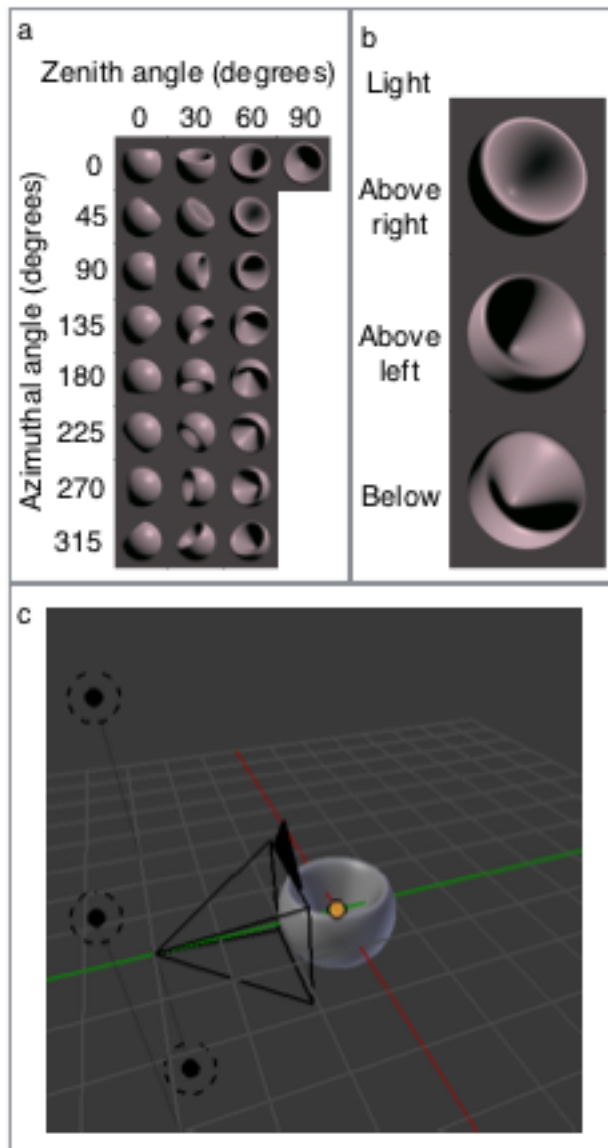 a
Zenith angle (degrees)
0 30 60 90
Azimuthal angle (degrees)
0
45
90
135
180
225
270
315
b
Light
Above
right
Above
left
Below
c